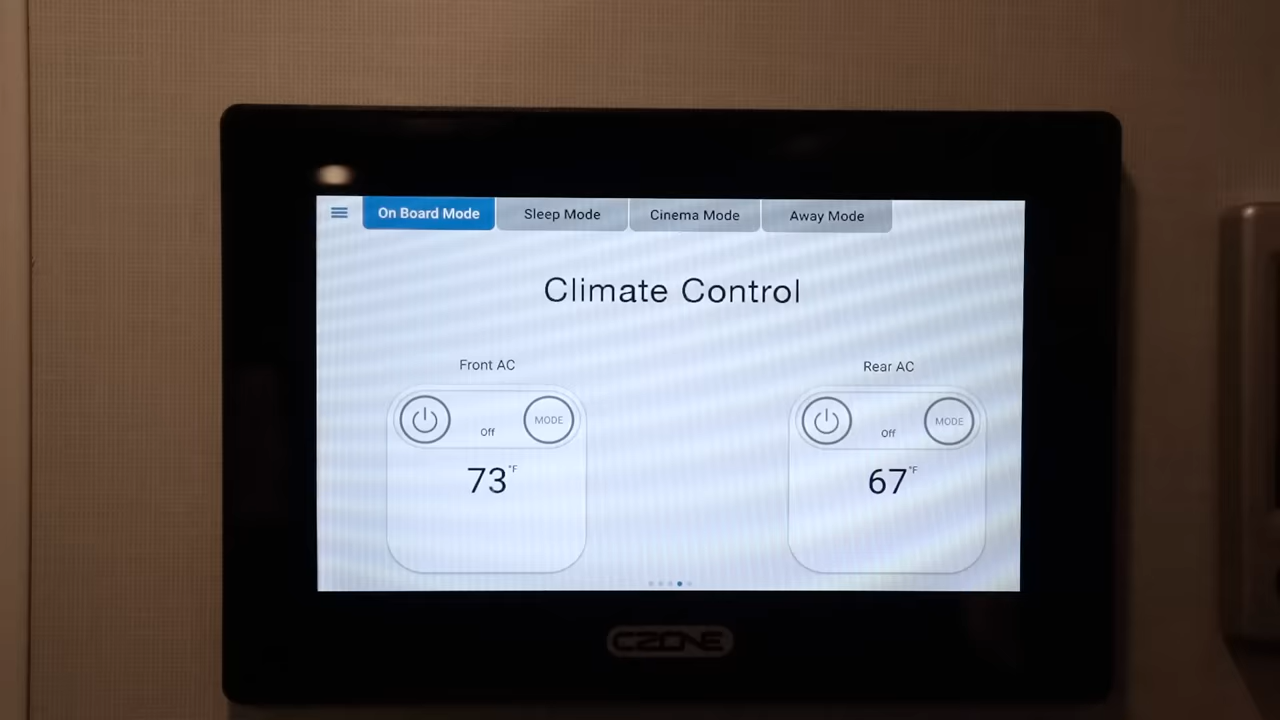 On Board Mode Sleep Mode Cinema Mode Away Mode
Climate Control
Front AC Rear AC
MODE MODE
Off Off
73°F 67°F
CZONE